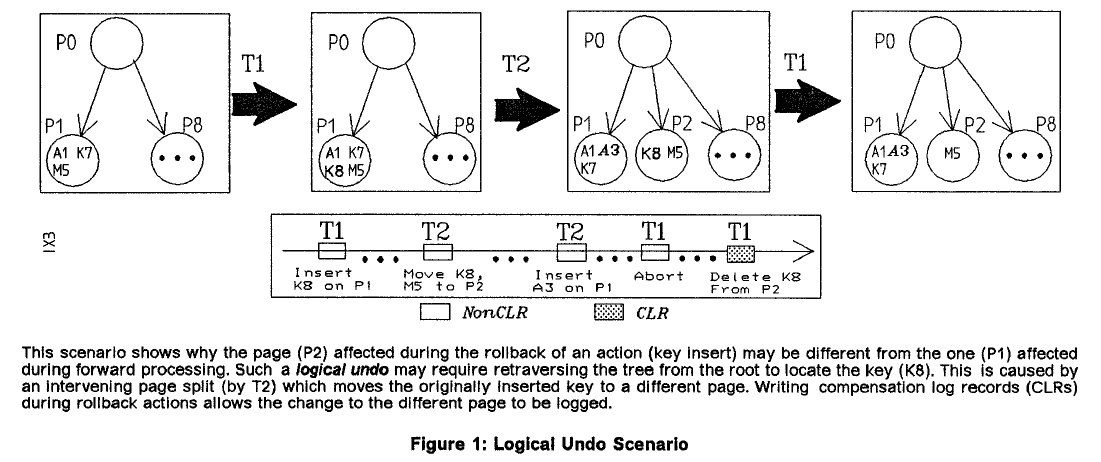 P0
P1
P8
A1 K7
M5
T1
P0
P1
P8
A1 K7
K8 M5
T2
P0
P1
P2
P8
A1 A3
K7
K8 M5
T1
P0
P1
P2
P8
A1 A3
K7
M5
IX3
T1 T2 T2 T1 T1
Insert
K8 on P1
Move K8,
M5 to P2
Insert
A3 on P1
Abort
Delete K8
From P2
NonCLR CLR
This scenario shows why the page (P2) affected during the rollback of an action (key insert) may be different from the one (P1) affected
during forward processing. Such a logical undo may require retraversing the tree from the root to locate the key (K8). This is caused by
an intervening page split (by T2) which moves the originally inserted key to a different page. Writing compensation log records (CLRs)
during rollback actions allows the change to the different page to be logged.
Figure 1: Logical Undo Scenario